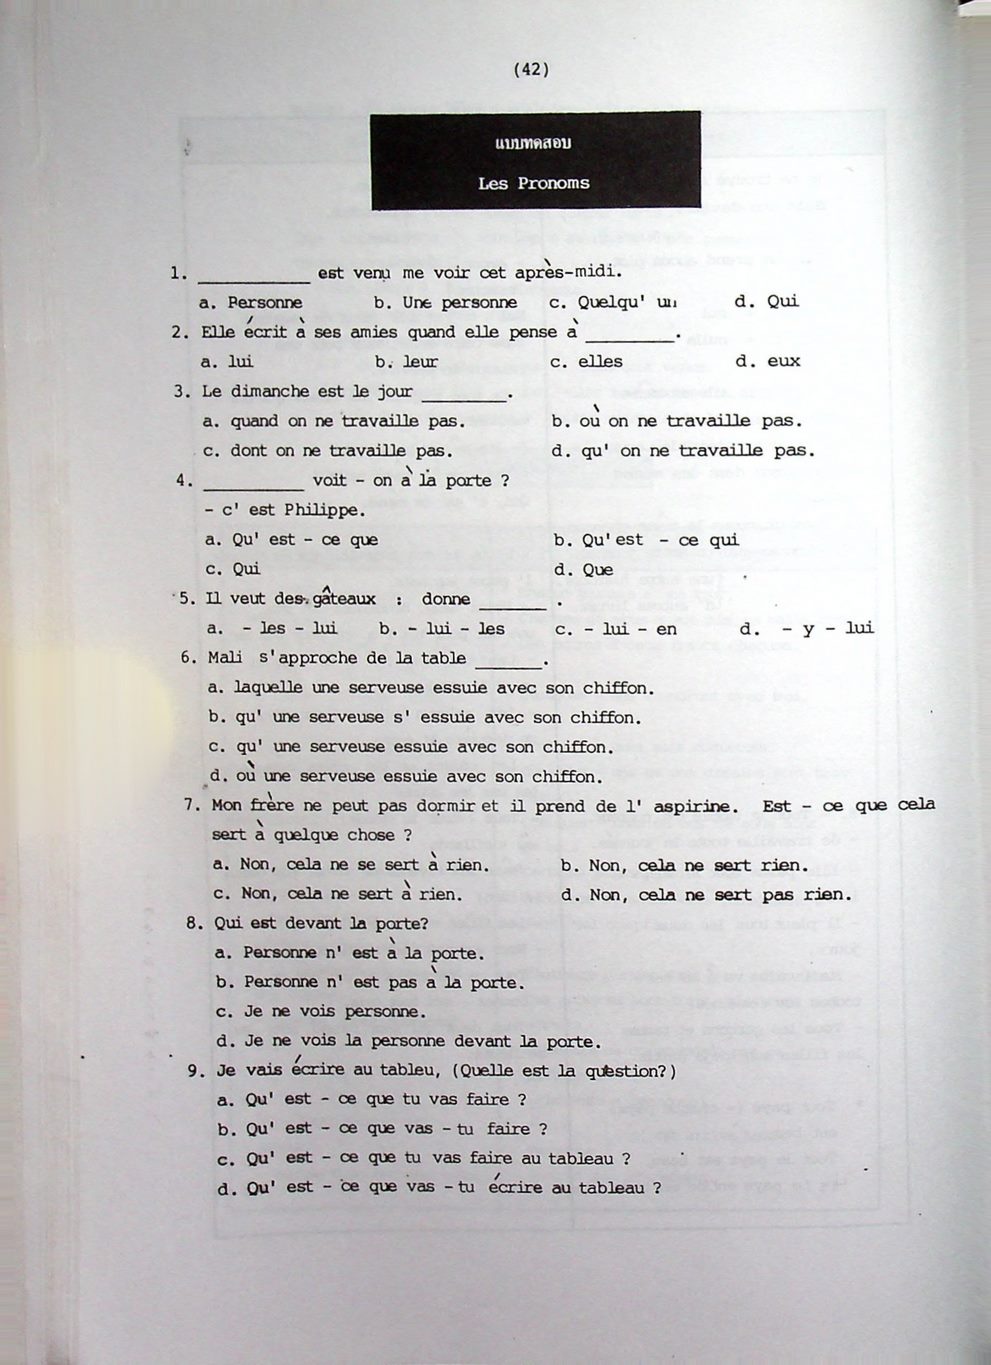 (42)
แบบทดสอบ
Les Pronoms
1. __________ est venu me voir cet après-midi.
a. Personne b. Une personne c. Quelqu' un d. Qui
2. Elle écrit à ses amies quand elle pense à ________.
a. lui b. leur c. elles d. eux
3. Le dimanche est le jour ________.
a. quand on ne travaille pas. b. où on ne travaille pas.
c. dont on ne travaille pas. d. qu' on ne travaille pas.
4. _________ voit - on à la porte ?
- c' est Philippe.
a. Qu' est - ce que b. Qu' est - ce qui
c. Qui d. Que
5. Il veut des gâteaux : donne ______ .
a. - les - lui b. - lui - les c. - lui - en d. - y - lui
6. Mali s'approche de la table ______.
a. laquelle une serveuse essuie avec son chiffon.
b. qu' une serveuse s' essuie avec son chiffon.
c. qu' une serveuse essuie avec son chiffon.
d. où une serveuse essuie avec son chiffon.
7. Mon frère ne peut pas dormir et il prend de l' aspirine. Est - ce que cela
sert à quelque chose ?
a. Non, cela ne se sert à rien. b. Non, cela ne sert rien.
c. Non, cela ne sert à rien. d. Non, cela ne sert pas rien.
8. Qui est devant la porte?
a. Personne n' est à la porte.
b. Personne n' est pas à la porte.
c. Je ne vois personne.
d. Je ne vois la personne devant la porte.
9. Je vais écrire au tableu, (Quelle est la question?)
a. Qu' est - ce que tu vas faire ?
b. Qu' est - ce que vas - tu faire ?
c. Qu' est - ce que tu vas faire au tableau ?
d. Qu' est - ce que vas - tu écrire au tableau ?